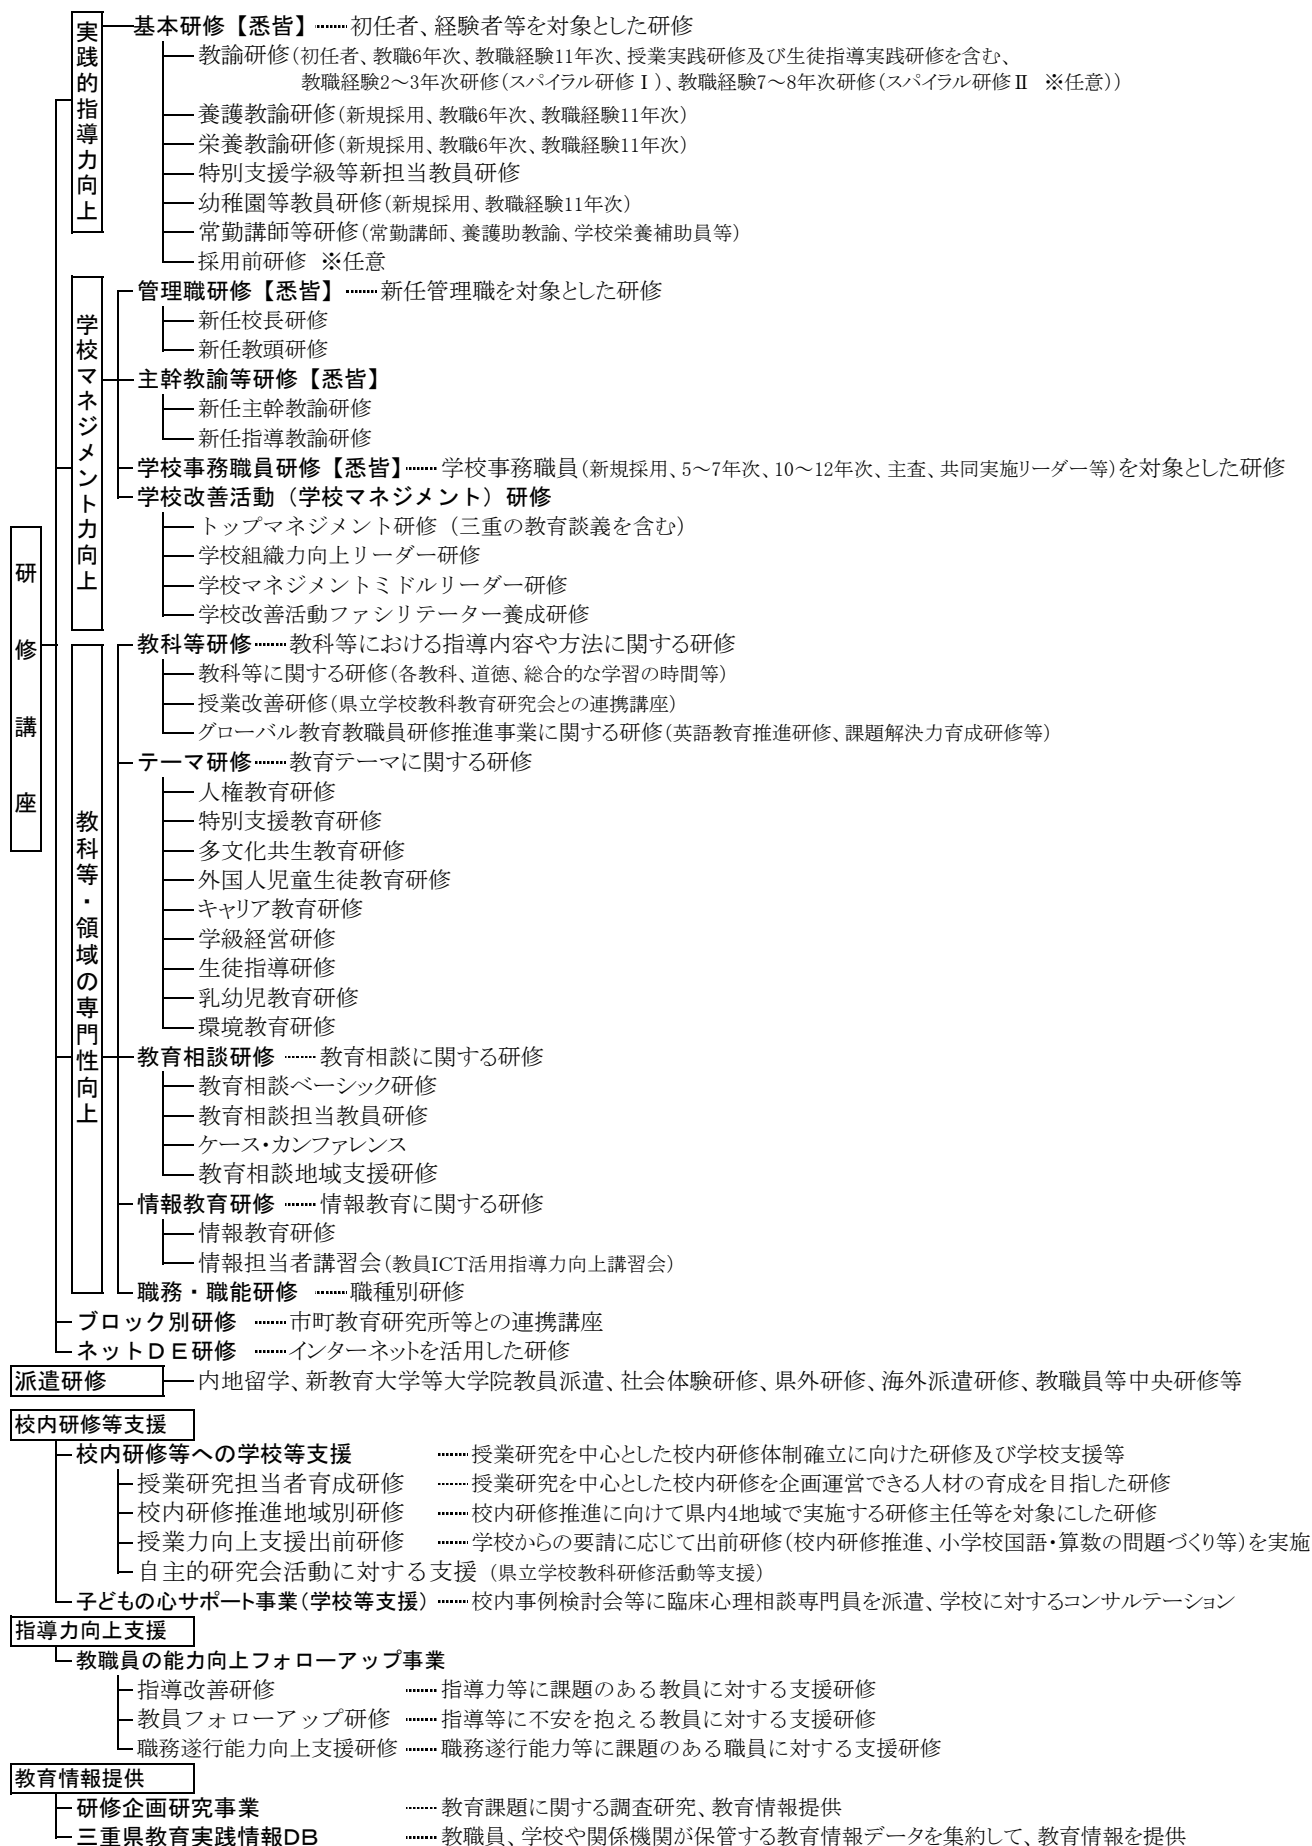 研修講座
実践的指導力向上
基本研修【悉皆】……初任者、経験者等を対象とした研修
教諭研修(初任者、教職6年次、教職経験11年次、授業実践研修及び生徒指導実践研修を含む、
教職経験2～3年次研修(スパイラル研修Ⅰ)、教職経験7～8年次研修(スパイラル研修Ⅱ ※任意))
養護教諭研修(新規採用、教職6年次、教職経験11年次)
栄養教諭研修(新規採用、教職6年次、教職経験11年次)
特別支援学級等新担当教員研修
幼稚園等教員研修(新規採用、教職経験11年次)
常勤講師等研修(常勤講師、養護助教諭、学校栄養補助員等)
採用前研修 ※任意
学校マネジメント力向上
管理職研修【悉皆】……新任管理職を対象とした研修
新任校長研修
新任教頭研修
主幹教諭等研修【悉皆】
新任主幹教諭研修
新任指導教諭研修
学校事務職員研修【悉皆】……学校事務職員(新規採用、5～7年次、10～12年次、主査、共同実施リーダー等)を対象とした研修
学校改善活動（学校マネジメント）研修
トップマネジメント研修（三重の教育談義を含む）
学校組織力向上リーダー研修
学校マネジメントミドルリーダー研修
学校改善活動ファシリテーター養成研修
教科等・領域の専門性向上
教科等研修……教科等における指導内容や方法に関する研修
教科等に関する研修(各教科、道徳、総合的な学習の時間等)
授業改善研修(県立学校教科教育研究会との連携講座)
グローバル教育教職員研修推進事業に関する研修(英語教育推進研修、課題解決力育成研修等)
テーマ研修……教育テーマに関する研修
人権教育研修
特別支援教育研修
多文化共生教育研修
外国人児童生徒教育研修
キャリア教育研修
学級経営研修
生徒指導研修
乳幼児教育研修
環境教育研修
教育相談研修 ……教育相談に関する研修
教育相談ベーシック研修
教育相談担当教員研修
ケース・カンファレンス
教育相談地域支援研修
情報教育研修 ……情報教育に関する研修
情報教育研修
情報担当者講習会(教員ICT活用指導力向上講習会)
職務・職能研修 ……職種別研修
ブロック別研修 ……市町教育研究所等との連携講座
ネットＤＥ研修 ……インターネットを活用した研修
派遣研修 内地留学、新教育大学等大学院教員派遣、社会体験研修、県外研修、海外派遣研修、教職員等中央研修等
校内研修等支援
校内研修等への学校等支援 ……授業研究を中心とした校内研修体制確立に向けた研修及び学校支援等
授業研究担当者育成研修 ……授業研究を中心とした校内研修を企画運営できる人材の育成を目指した研修
校内研修推進地域別研修 ……校内研修推進に向けて県内4地域で実施する研修主任等を対象にした研修
授業力向上支援出前研修 ……学校からの要請に応じて出前研修(校内研修推進、小学校国語・算数の問題づくり等)を実施
自主的研究会活動に対する支援（県立学校教科研修活動等支援）
子どもの心サポート事業(学校等支援) ……校内事例検討会等に臨床心理相談専門員を派遣、学校に対するコンサルテーション
指導力向上支援
教職員の能力向上フォローアップ事業
指導改善研修 ……指導力等に課題のある教員に対する支援研修
教員フォローアップ研修 ……指導等に不安を抱える教員に対する支援研修
職務遂行能力向上支援研修 ……職務遂行能力等に課題のある職員に対する支援研修
教育情報提供
研修企画研究事業 ……教育課題に関する調査研究、教育情報提供
三重県教育実践情報DB ……教職員、学校や関係機関が保管する教育情報データを集約して、教育情報を提供